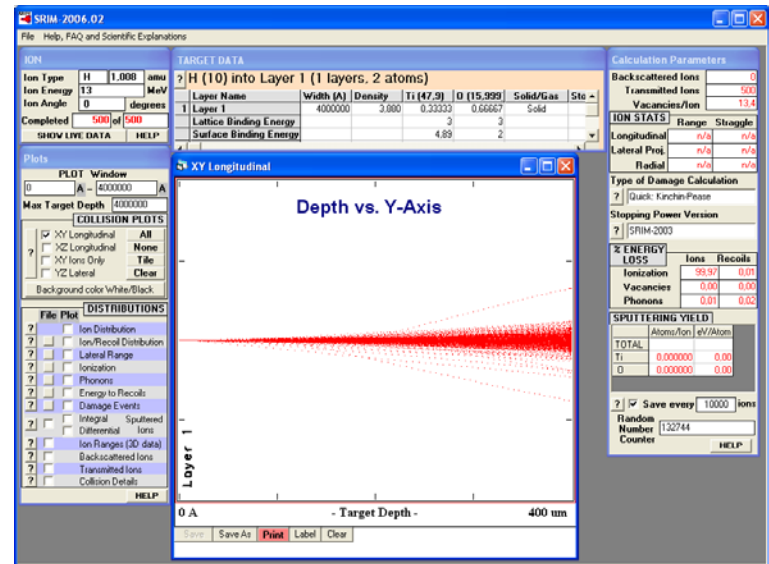 SRIM-2006.02
File Help, FAQ and Scientific Explanations
ION
Ion Type H 1,008 amu
Ion Energy 13 MeV
Ion Angle 0 degrees
Completed 500 of 500
SHOW LIVE DATA HELP
TARGET DATA
? H (10) into Layer 1 (1 layers, 2 atoms)
Layer Name Width (A) Density Ti (47,9) O (15,999) Solid/Gas Sto
1 Layer 1 4000000 3,880 0,33333 0,66667 Solid
Lattice Binding Energy 3 3
Surface Binding Energy 4,89 2
Calculation Parameters
Backscattered Ions 0
Transmitted Ions 500
Vacancies/Ion 13,4
ION STATS Range Straggle
Longitudinal n/a n/a
Lateral Proj. n/a n/a
Radial n/a n/a
Type of Damage Calculation
? Quick: Kinchin-Pease
Stopping Power Version
? SRIM-2003
% ENERGY LOSS Ions Recoils
Ionization 99,97 0,01
Vacancies 0,00 0,00
Phonons 0,01 0,02
SPUTTERING YIELD
Atoms/Ion eV/Atom
TOTAL
Ti 0.000000 0.00
O 0.000000 0.00
? Save every 10000 ions
Random
Number 132744
Counter HELP
Plots
PLOT Window
0 A - 4000000 A
Max Target Depth 4000000
COLLISION PLOTS
XY Longitudinal All
? XZ Longitudinal None
XY Ions Only Tile
YZ Lateral Clear
Background color White/Black
File Plot DISTRIBUTIONS
? Ion Distribution
? Ion/Recoil Distribution
? Lateral Range
? Ionization
? Phonons
? Energy to Recoils
? Damage Events
? Integral Sputtered
Differential Ions
? Ion Ranges (3D data)
? Backscattered Ions
? Transmitted Ions
? Collision Details
HELP
XY Longitudinal
Depth vs. Y-Axis
Layer 1
0 A - Target Depth - 400 um
Save Save As Print Label Clear